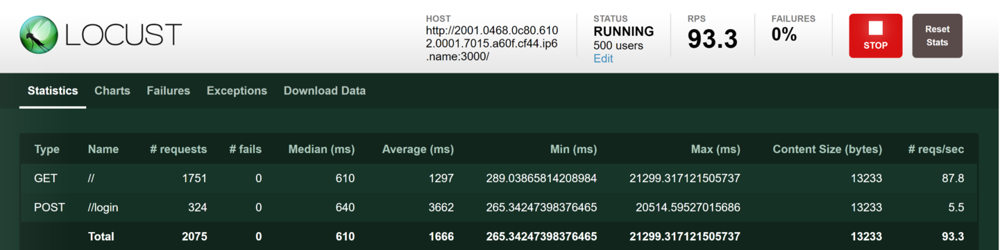 LOCUST
HOST
http://2001.0468.0c80.610
2.0001.7015.a60f.cf44.ip6
.name:3000/
STATUS
RUNNING
500 users
Edit
RPS
93.3
FAILURES
0%
STOP
Reset
Stats
Statistics Charts Failures Exceptions Download Data
Type Name # requests # fails Median (ms) Average (ms) Min (ms) Max (ms) Content Size (bytes) # reqs/sec
GET // 1751 0 610 1297 289.03865814208984 21299.317121505737 13233 87.8
POST //login 324 0 640 3662 265.34247398376465 20514.59527015686 13233 5.5
Total 2075 0 610 1666 265.34247398376465 21299.317121505737 13233 93.3